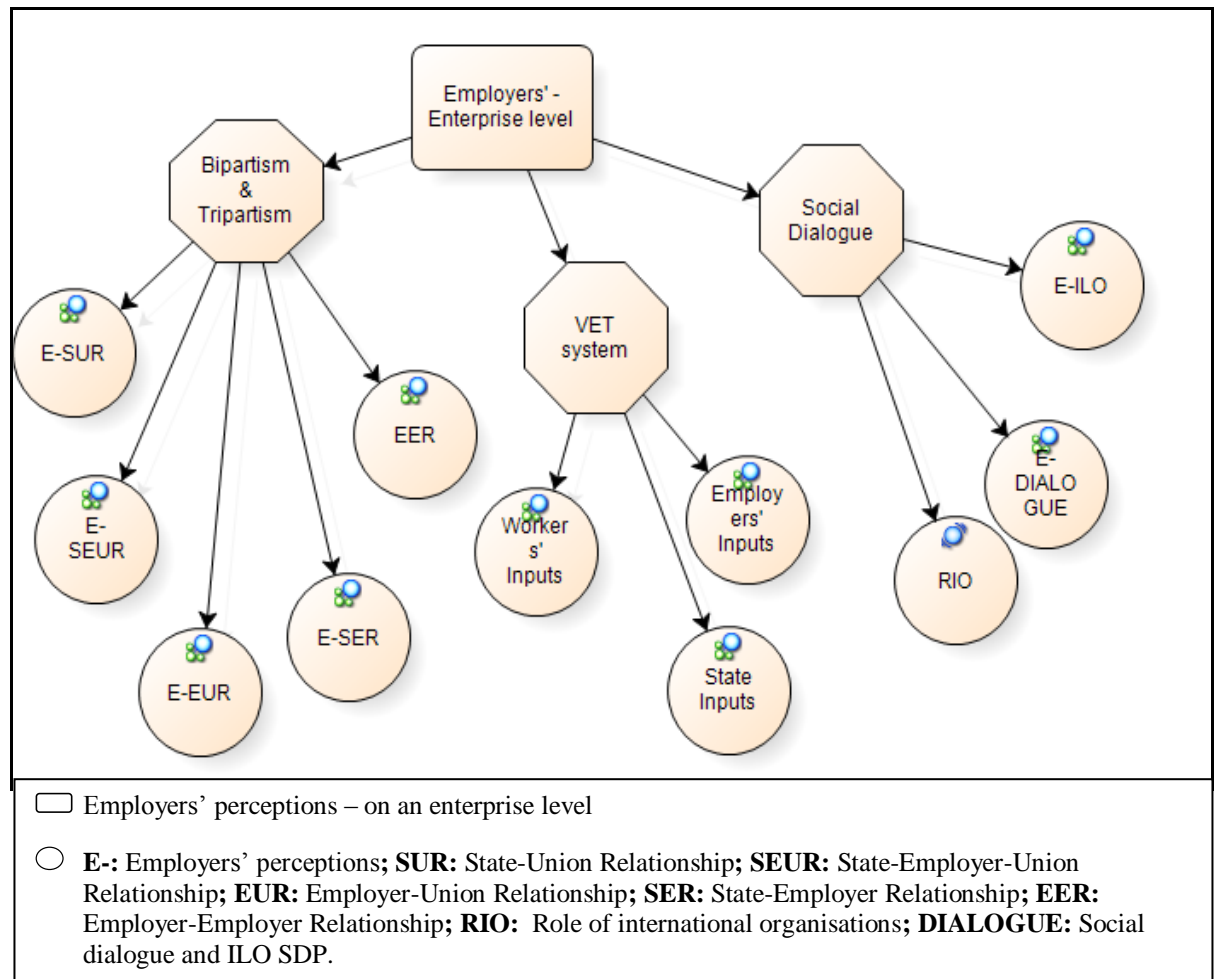 Employers' -
Enterprise level
Bipartism
&
Tripartism
Social
Dialogue
E-ILO
VET
system
E-SUR
EER
E-
DIALO
GUE
Employ
ers'
Inputs
Worker
s'
Inputs
E-
SEUR
RIO
E-SER
State
Inputs
E-EUR
Employers’ perceptions – on an enterprise level
E-: Employers’ perceptions; SUR: State-Union Relationship; SEUR: State-Employer-Union
Relationship; EUR: Employer-Union Relationship; SER: State-Employer Relationship; EER:
Employer-Employer Relationship; RIO: Role of international organisations; DIALOGUE: Social
dialogue and ILO SDP.